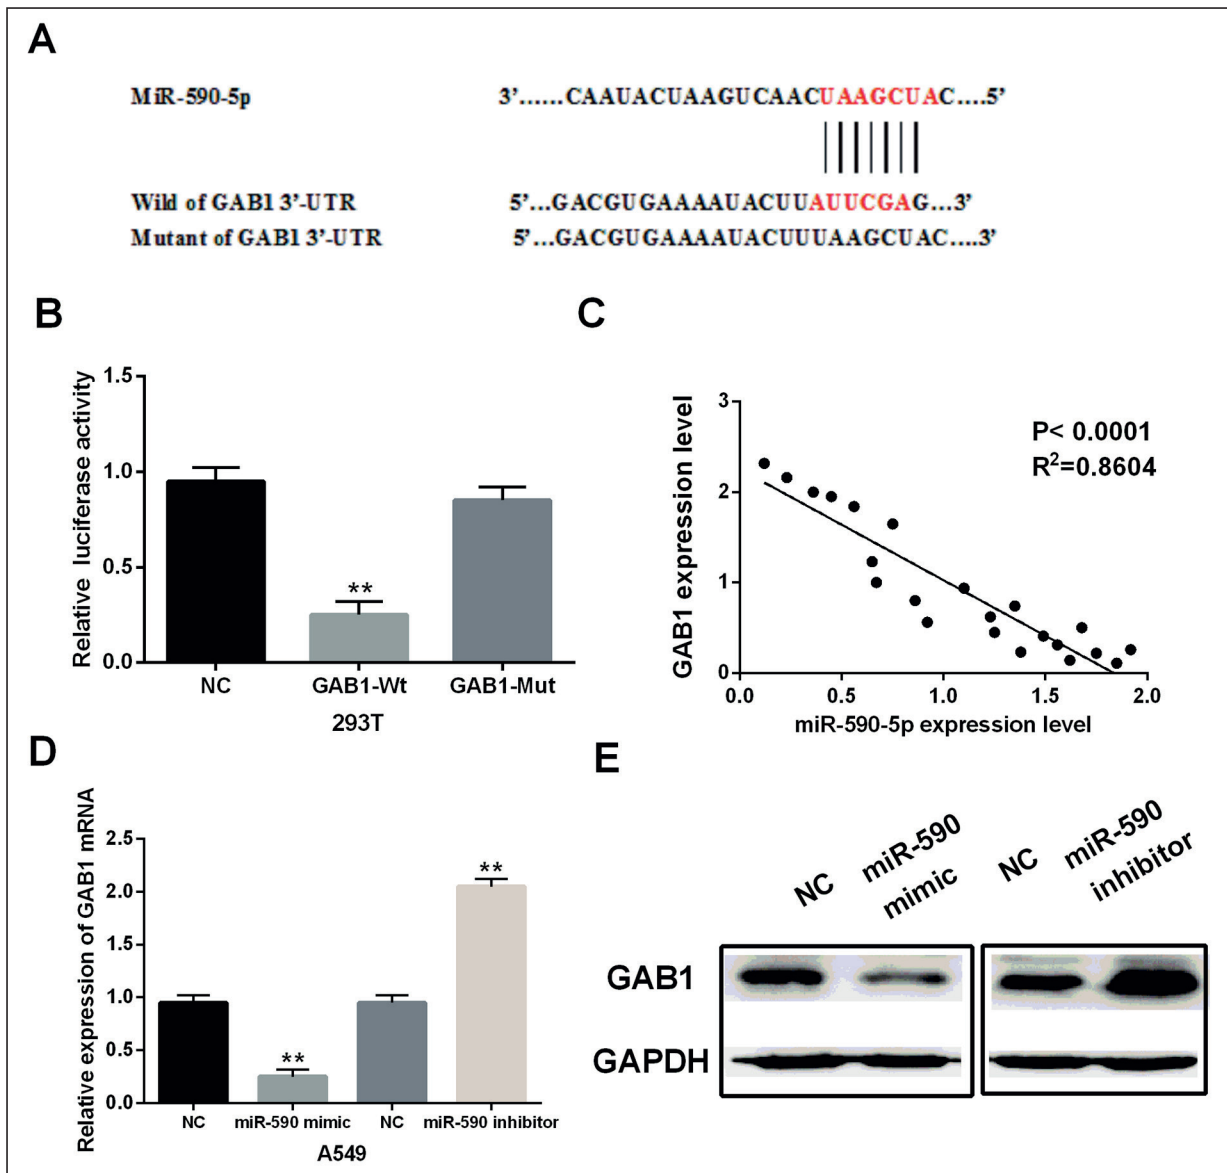 A
MiR-590-5p 3’......CAAUACUAAGUCAACUAAGCUAC....5’
Wild of GAB1 3’-UTR 5’...GACGUGAAAAUACUUAUUCGAG...3’
Mutant of GAB1 3’-UTR 5’...GACGUGAAAAUACUUUAAGCUAC....3’
B
Relative luciferase activity
1.5
1.0
0.5
0.0
**
NC GAB1-Wt GAB1-Mut
293T
C
GAB1 expression level
3
2
1
0
P< 0.0001
R²=0.8604
0.0 0.5 1.0 1.5 2.0
miR-590-5p expression level
D
Relative expression of GAB1 mRNA
2.5
2.0
1.5
1.0
0.5
0.0
**
**
NC miR-590 mimic NC miR-590 inhibitor
A549
E
NC miR-590 mimic NC miR-590 inhibitor
GAB1
GAPDH